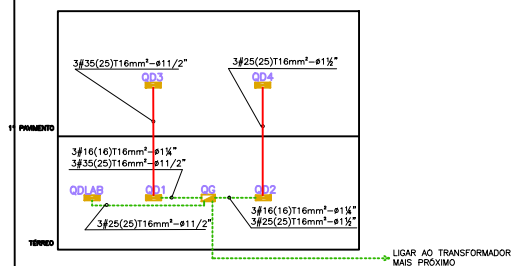 3#35(25)T16mm²-ø11/2"
QD3
3#25(25)T16mm²-ø1½"
QD4
1º PAVIMENTO
3#16(16)T16mm²-ø1¼"
3#35(25)T16mm²-ø11/2"
QDLAB
QD1
QG
QD2
3#25(25)T16mm²-ø11/2"
3#16(16)T16mm²-ø1¼"
3#25(25)T16mm²-ø1½"
TÉRREO
LIGAR AO TRANSFORMADOR
MAIS PRÓXIMO